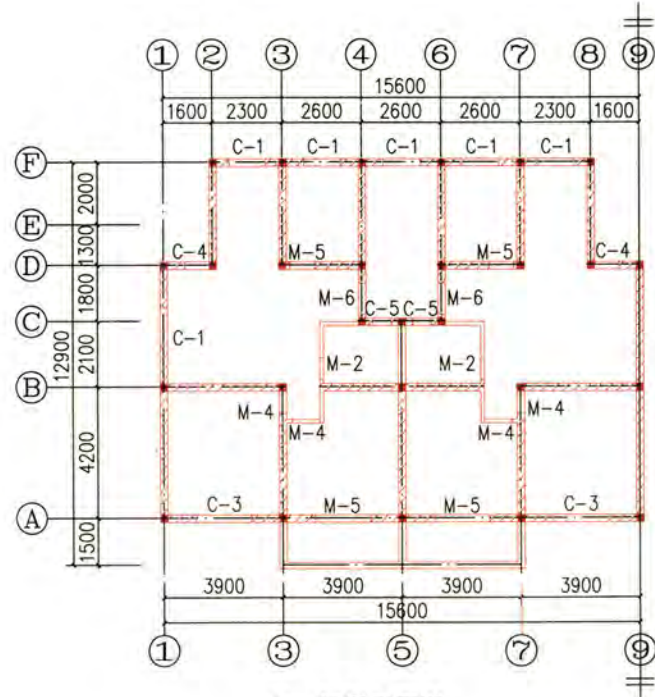 ① ② ③ ④ ⑥ ⑦ ⑧ ⑨
15600
1600 2300 2600 2600 2600 2300 1600
C-1 C-1 C-1 C-1 C-1
Ⓕ
2000
Ⓔ
1300
C-4 M-5 M-5 C-4
Ⓓ
1800
M-6 M-6
C-5 C-5
Ⓒ
12900
2100
C-1 M-2 M-2
Ⓑ
M-4 M-4
M-4 M-4
4200
C-3 M-5 M-5 C-3
Ⓐ
1500
3900 3900 3900 3900
15600
① ③ ⑤ ⑦ ⑨